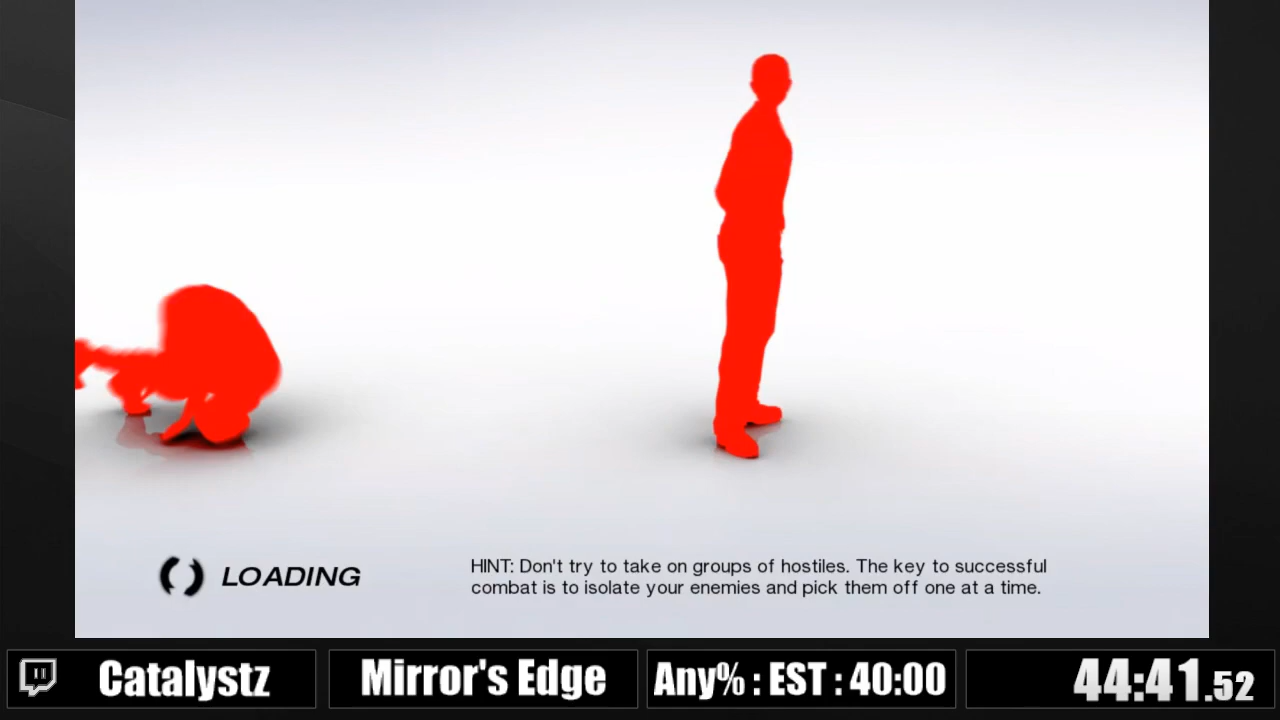 LOADING
HINT: Don't try to take on groups of hostiles. The key to successful
combat is to isolate your enemies and pick them off one at a time.
Catalystz
Mirror's Edge
Any% : EST : 40:00
44:41.52